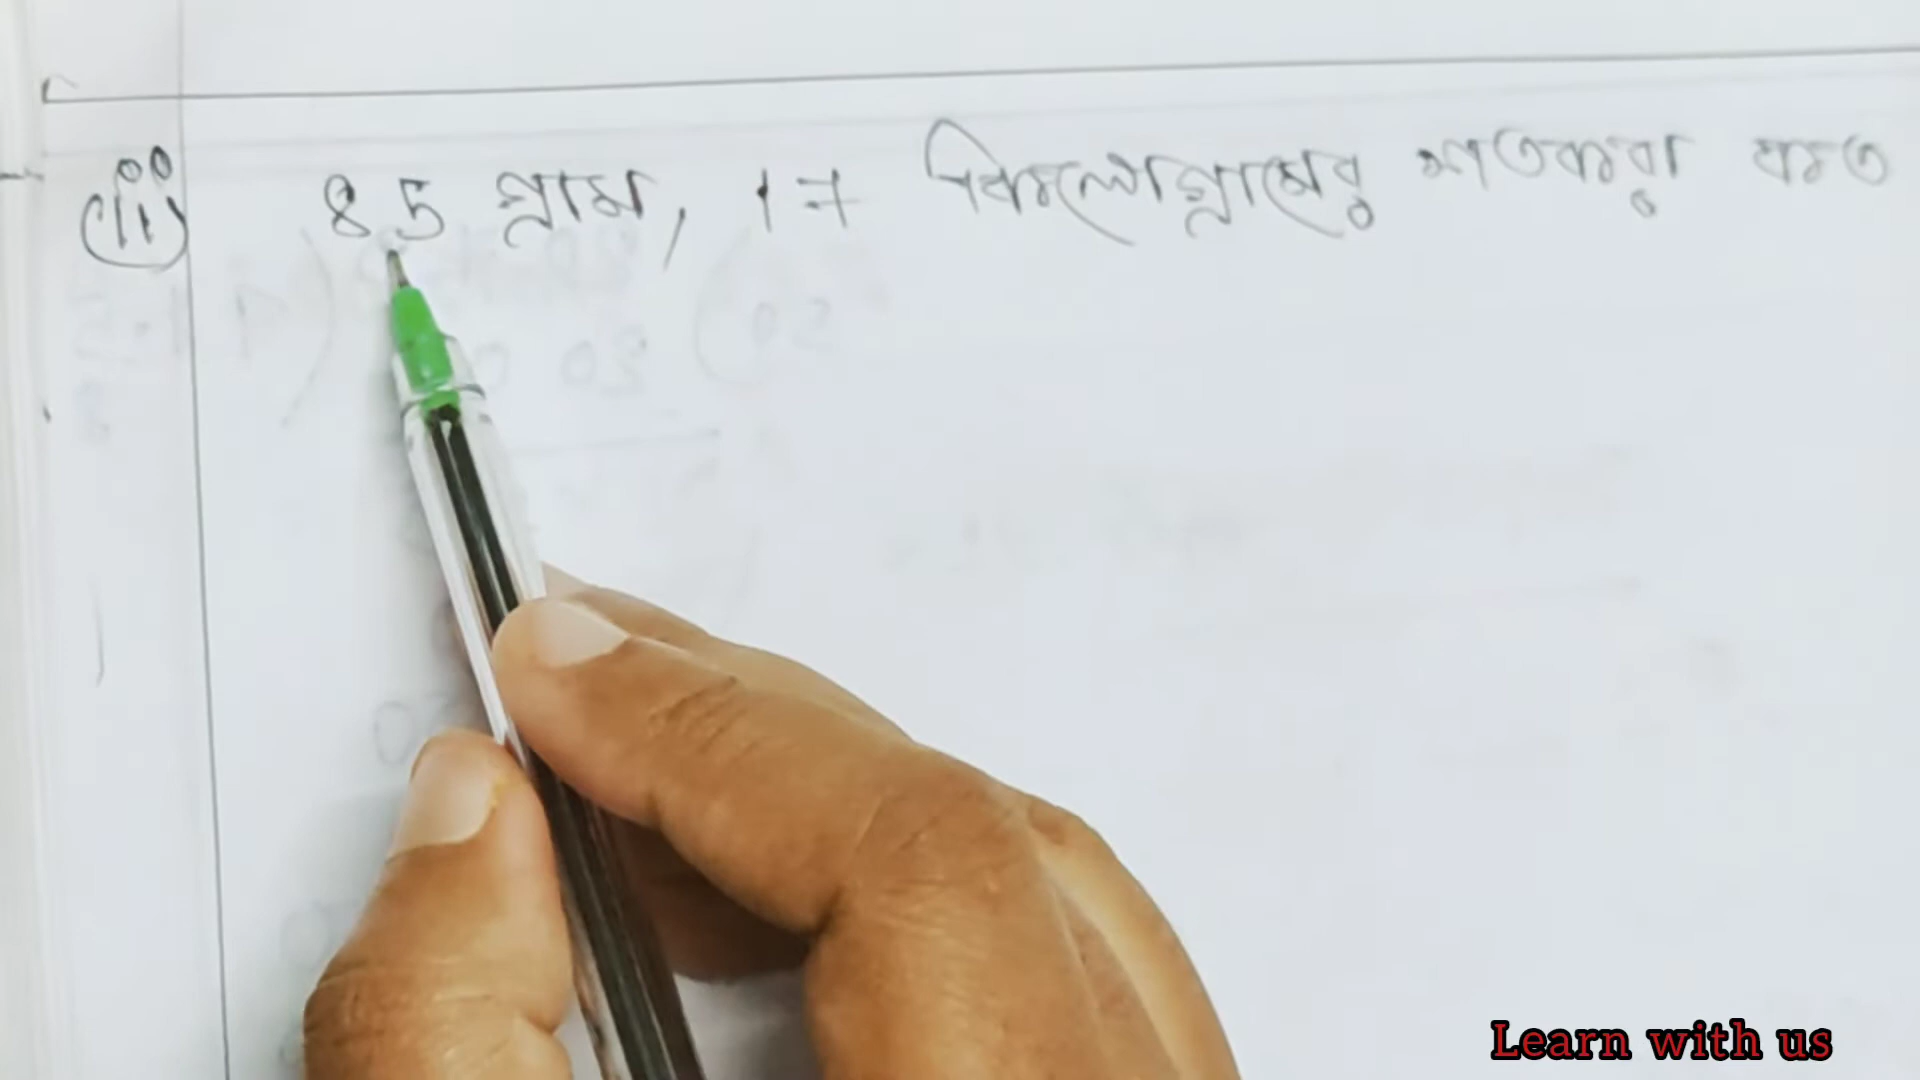 (ii) 85 গ্রাম, 17 কিলোগ্রামের শতকরা কত
Learn with us